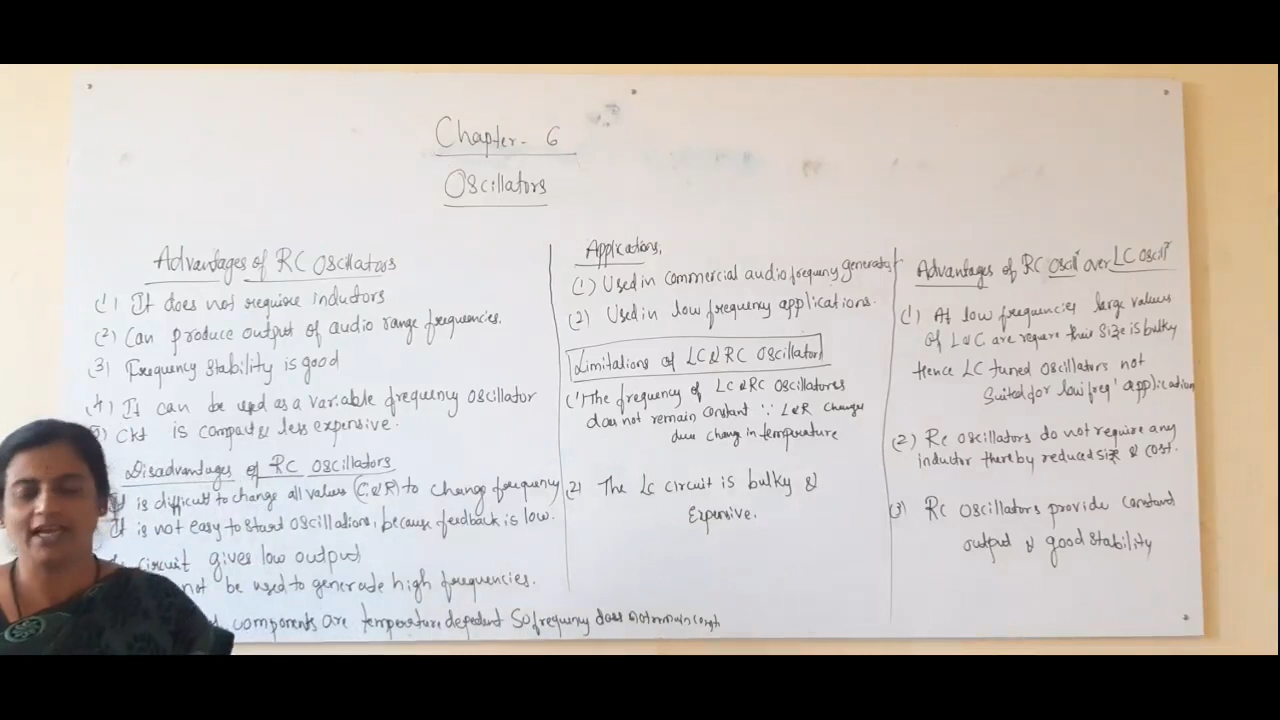 Chapter - 6
Oscillators
Advantages of RC Oscillators
(1) It does not require inductors
(2) Can produce output of audio range frequencies.
(3) Frequency stability is good
(4) It can be used as a variable frequency oscillator
5) Ckt is compact & less expensive.
Disadvantages of RC Oscillators
It is difficult to change all values (C & R) to change frequency
It is not easy to start oscillations, because feedback is low.
circuit gives low output
not be used to generate high frequencies.
components are temperature dependent so frequency does not remain
Applications.
(1) Used in commercial audio frequency generator
(2) Used in low frequency applications.
Limitations of LC & RC Oscillator
(1) The frequency of LC & RC Oscillatores
does not remain constant ∵ L & R changes
due change in temperature
(2) The LC circuit is bulky &
Expensive.
Advantages of RC Oscilr over LC Oscilr
(1) At low frequencies large values
of L & C are require their size is bulky
Hence LC tuned oscillators not
Suited for low freq' application
(2) RC oscillators do not require any
inductor thereby reduced size & cost.
(3) RC Oscillators provide constant
output & good stability